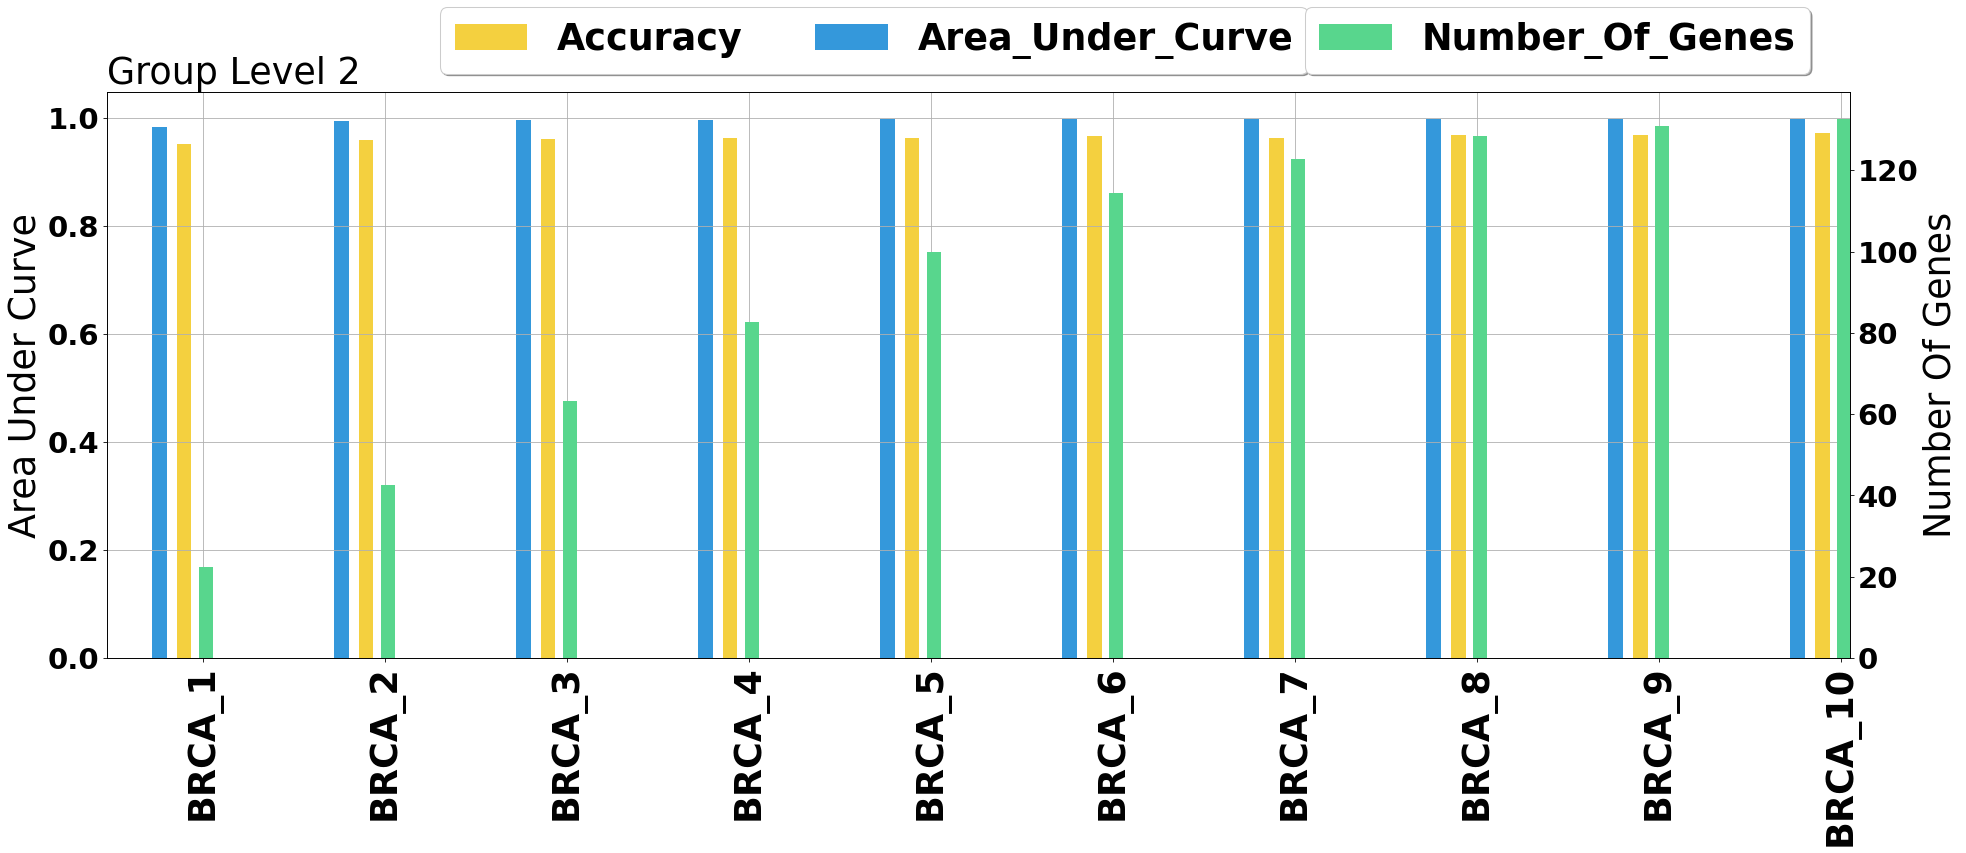 Accuracy
Area_Under_Curve
Number_Of_Genes
Group Level 2
Area Under Curve
1.0
0.8
0.6
0.4
0.2
0.0
120
100
80
60
40
20
0
Number Of Genes
BRCA_1
BRCA_2
BRCA_3
BRCA_4
BRCA_5
BRCA_6
BRCA_7
BRCA_8
BRCA_9
BRCA_10